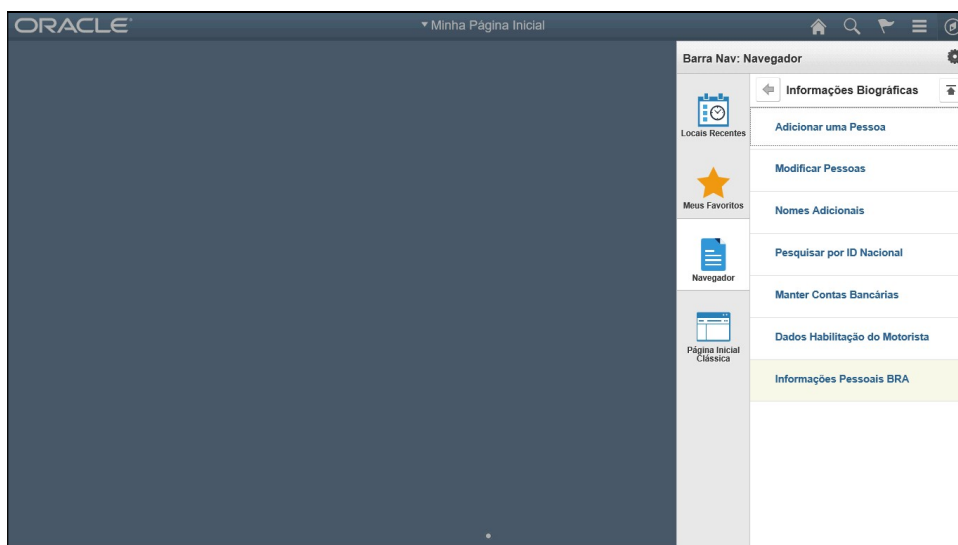 ORACLE
Minha Página Inicial
Barra Nav: Navegador
Locais Recentes
Meus Favoritos
Navegador
Página Inicial
Clássica
Informações Biográficas
Adicionar uma Pessoa
Modificar Pessoas
Nomes Adicionais
Pesquisar por ID Nacional
Manter Contas Bancárias
Dados Habilitação do Motorista
Informações Pessoais BRA